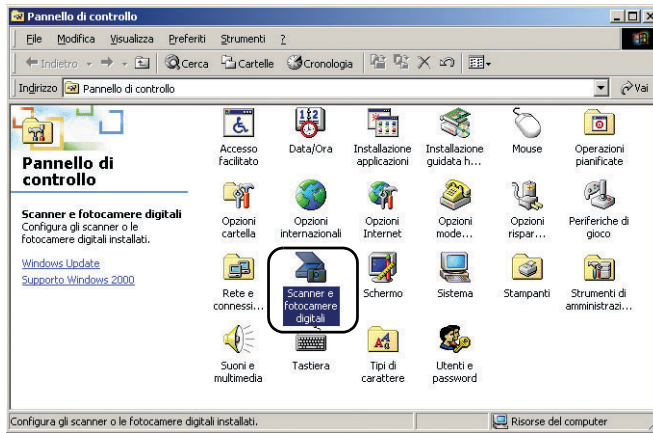 Pannello di controllo
File Modifica Visualizza Preferiti Strumenti ?
Indietro Cerca Cartelle Cronologia
Indirizzo Pannello di controllo Vai
Pannello di
controllo
Scanner e fotocamere digitali
Configura gli scanner o le
fotocamere digitali installati.
Windows Update
Supporto Windows 2000
Accesso
facilitato
Data/Ora
Installazione
applicazioni
Installazione
guidata h...
Mouse
Operazioni
pianificate
Opzioni
cartella
Opzioni
internazionali
Opzioni
Internet
Opzioni
mode...
Opzioni
rispar...
Periferiche di
gioco
Rete e
connessi...
Scanner e
fotocamere
digitali
Schermo
Sistema
Stampanti
Strumenti di
amministrazi...
Suoni e
multimedia
Tastiera
Tipi di
carattere
Utenti e
password
Configura gli scanner o le fotocamere digitali installati.
Risorse del computer